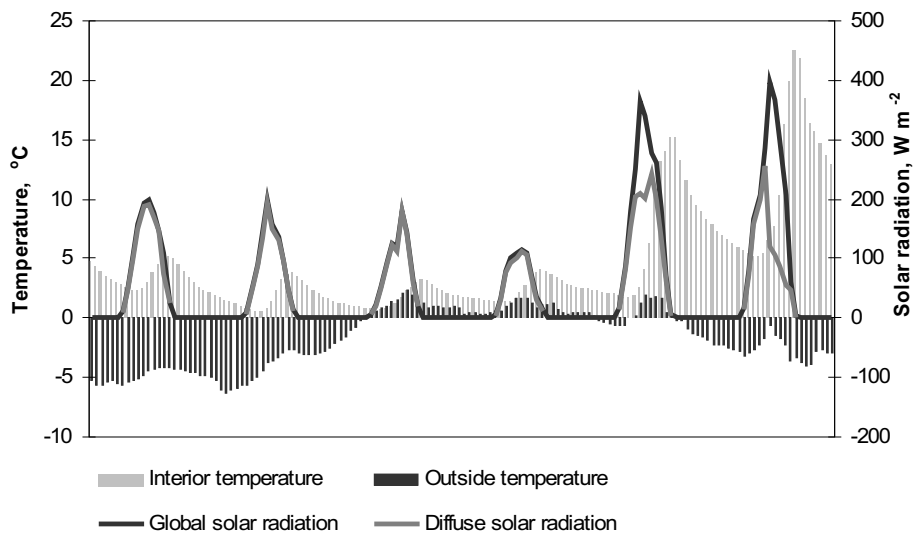 25
20
15
10
5
0
-5
-10
Temperature, °C
500
400
300
200
100
0
-100
-200
Solar radiation, W m-2
Interior temperature
Outside temperature
Global solar radiation
Diffuse solar radiation